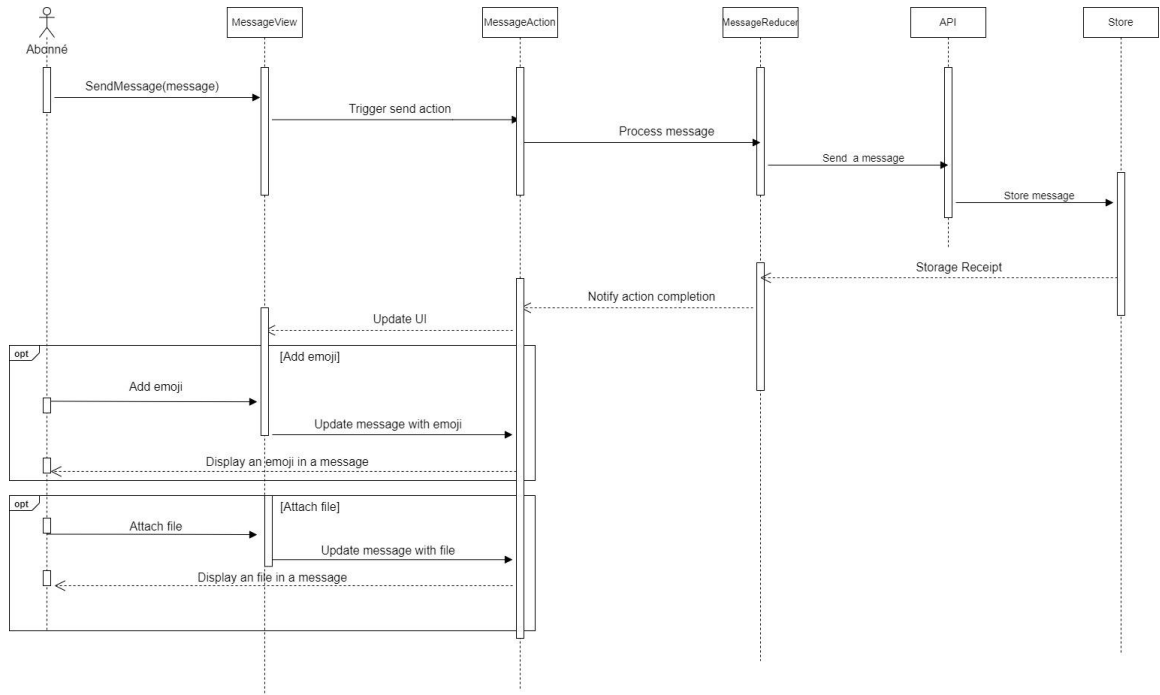 Abonné
MessageView
MessageAction
MessageReducer
API
Store
SendMessage(message)
Trigger send action
Process message
Send a message
Store message
Storage Receipt
Notify action completion
Update UI
opt
[Add emoji]
Add emoji
Update message with emoji
Display an emoji in a message
opt
[Attach file]
Attach file
Update message with file
Display an file in a message